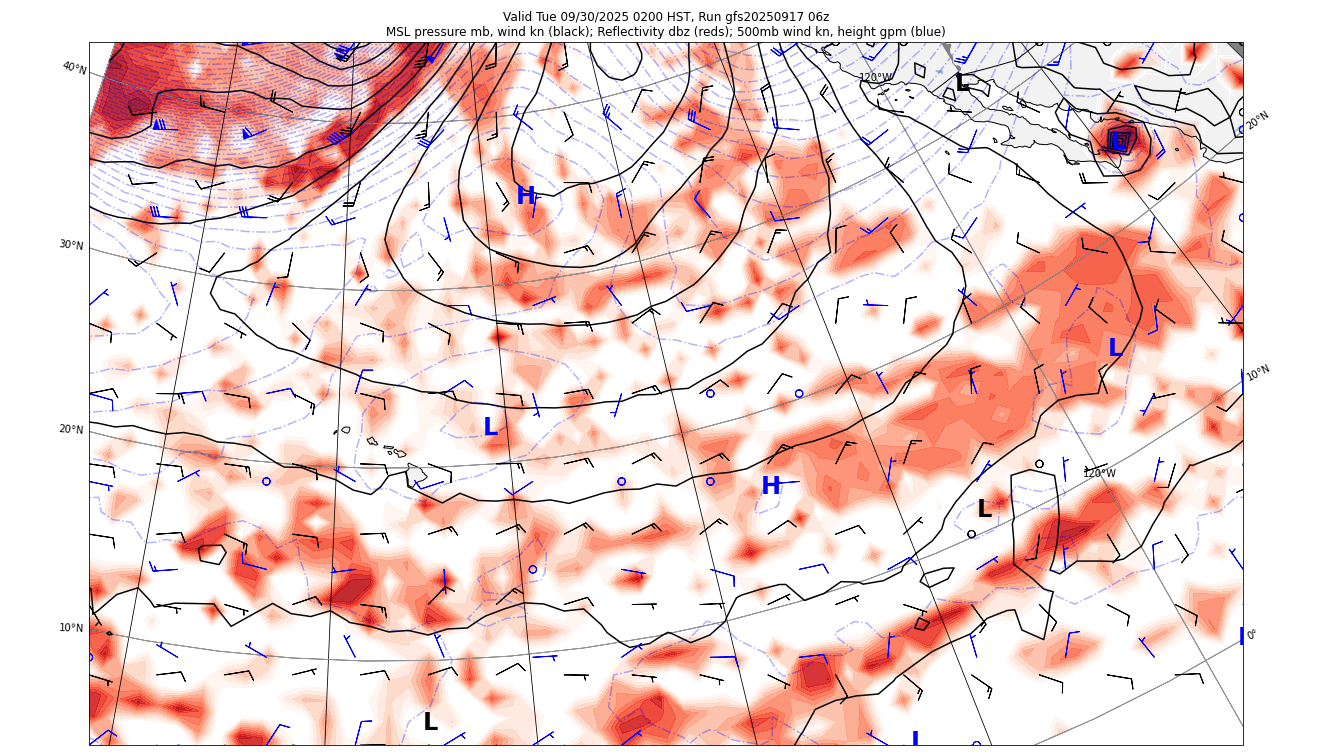 Valid Tue 09/30/2025 0200 HST, Run gfs20250917 06z
MSL pressure mb, wind kn (black); Reflectivity dbz (reds); 500mb wind kn, height gpm (blue)
40°N
120°W
L
20°N
L
H
30°N
L
10°N
20°N
L
H
120°W
L
10°N
0°
L
L